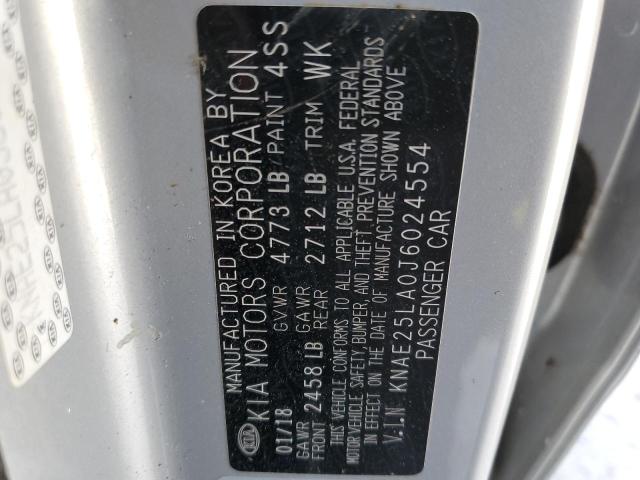 MANUFACTURED IN KOREA BY
KIA KIA MOTORS CORPORATION
01/18 GVWR 4773 LB PAINT 4SS
GAWR FRONT 2458 LB GAWR REAR 2712 LB TRIM WK
THIS VEHICLE CONFORMS TO ALL APPLICABLE U.S.A. FEDERAL
MOTOR VEHICLE SAFETY, BUMPER, AND THEFT PREVENTION STANDARDS
IN EFFECT ON THE DATE OF MANUFACTURE SHOWN ABOVE
V.I.N KNAE25LA0J6024554
PASSENGER CAR